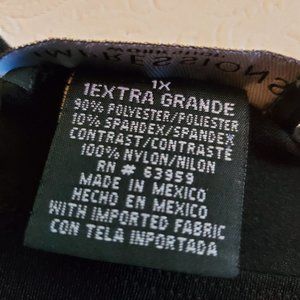 IMPRESSIONS
1X
1EXTRA GRANDE
90% POLYESTER/POLIESTER
10% SPANDEX/SPANDEX
CONTRAST/CONTRASTE
100% NYLON/NILON
RN # 63959
MADE IN MEXICO
HECHO EN MEXICO
WITH IMPORTED FABRIC
CON TELA INPORTADA